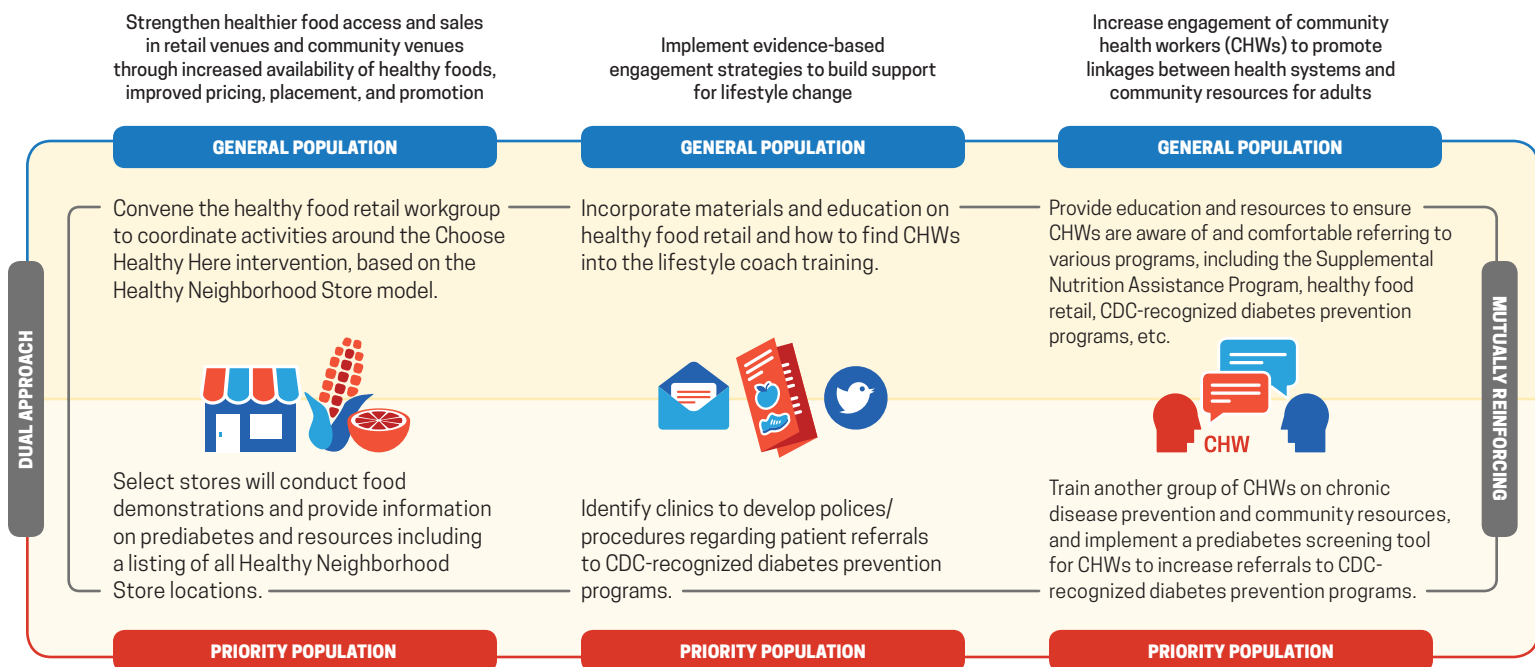 Strengthen healthier food access and sales
in retail venues and community venues
through increased availability of healthy foods,
improved pricing, placement, and promotion
Implement evidence-based
engagement strategies to build support
for lifestyle change
Increase engagement of community
health workers (CHWs) to promote
linkages between health systems and
community resources for adults
GENERAL POPULATION
GENERAL POPULATION
GENERAL POPULATION
DUAL APPROACH
Convene the healthy food retail workgroup
to coordinate activities around the Choose
Healthy Here intervention, based on the
Healthy Neighborhood Store model.
Incorporate materials and education on
healthy food retail and how to find CHWs
into the lifestyle coach training.
Provide education and resources to ensure
CHWs are aware of and comfortable referring to
various programs, including the Supplemental
Nutrition Assistance Program, healthy food
retail, CDC-recognized diabetes prevention
programs, etc.
MUTUALLY REINFORCING
CHW
Select stores will conduct food
demonstrations and provide information
on prediabetes and resources including
a listing of all Healthy Neighborhood
Store locations.
Identify clinics to develop polices/
procedures regarding patient referrals
to CDC-recognized diabetes prevention
programs.
Train another group of CHWs on chronic
disease prevention and community resources,
and implement a prediabetes screening tool
for CHWs to increase referrals to CDC-
recognized diabetes prevention programs.
PRIORITY POPULATION
PRIORITY POPULATION
PRIORITY POPULATION